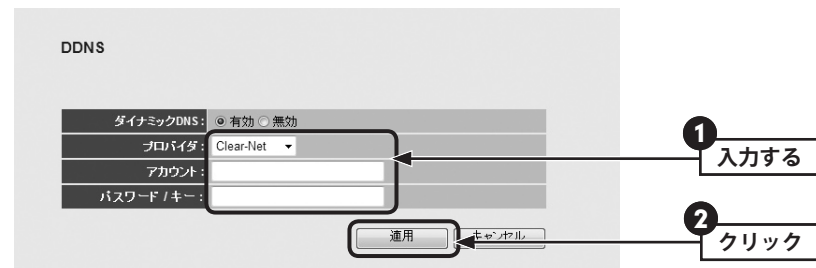 DDNS
ダイナミックDNS : 有効 無効
プロバイダ : Clear-Net
アカウント :
パスワード / キー :
適用 キャンセル
1 入力する
2 クリック